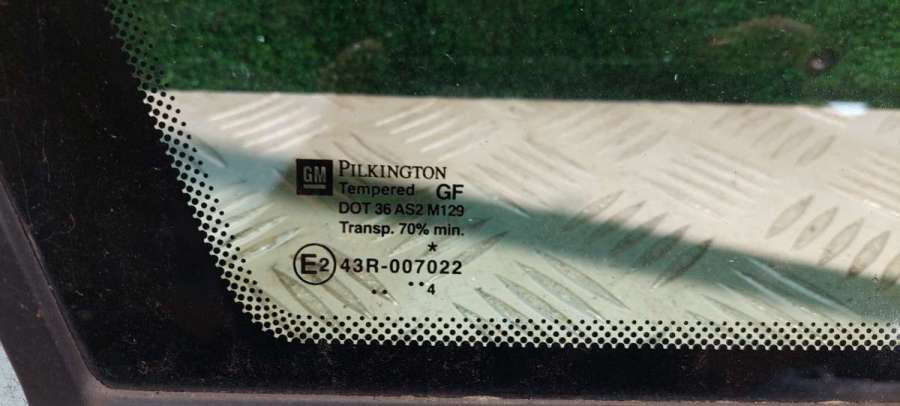 GM PILKINGTON
Tempered GF
DOT 36 AS2 M129
Transp. 70% min.
*
E2 43R-007022
.. ..4